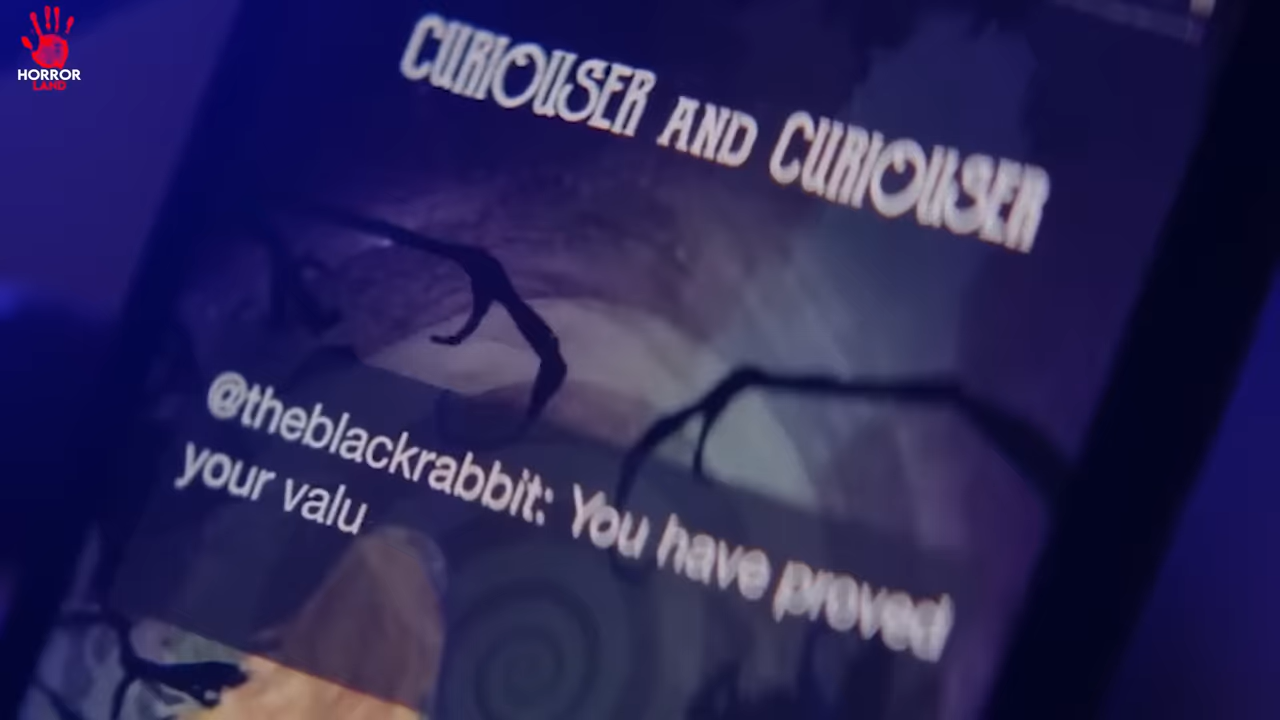 HORROR
LAND
CURIOUSER AND CURIOUSER
@theblackrabbit: You have proved
your valu